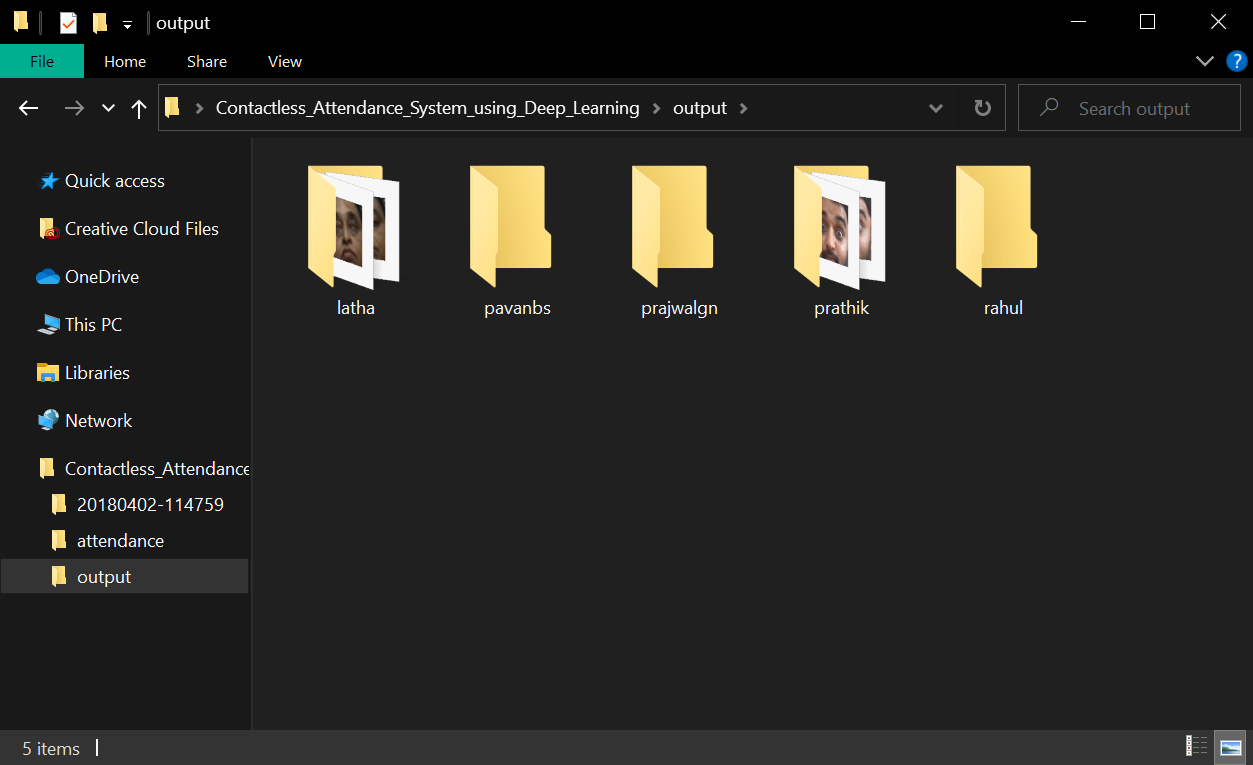 output
File Home Share View
?
Contactless_Attendance_System_using_Deep_Learning output
Search output
Quick access
Creative Cloud Files
OneDrive
This PC
Libraries
Network
Contactless_Attendance
20180402-114759
attendance
output
latha pavanbs prajwalgn prathik rahul
5 items